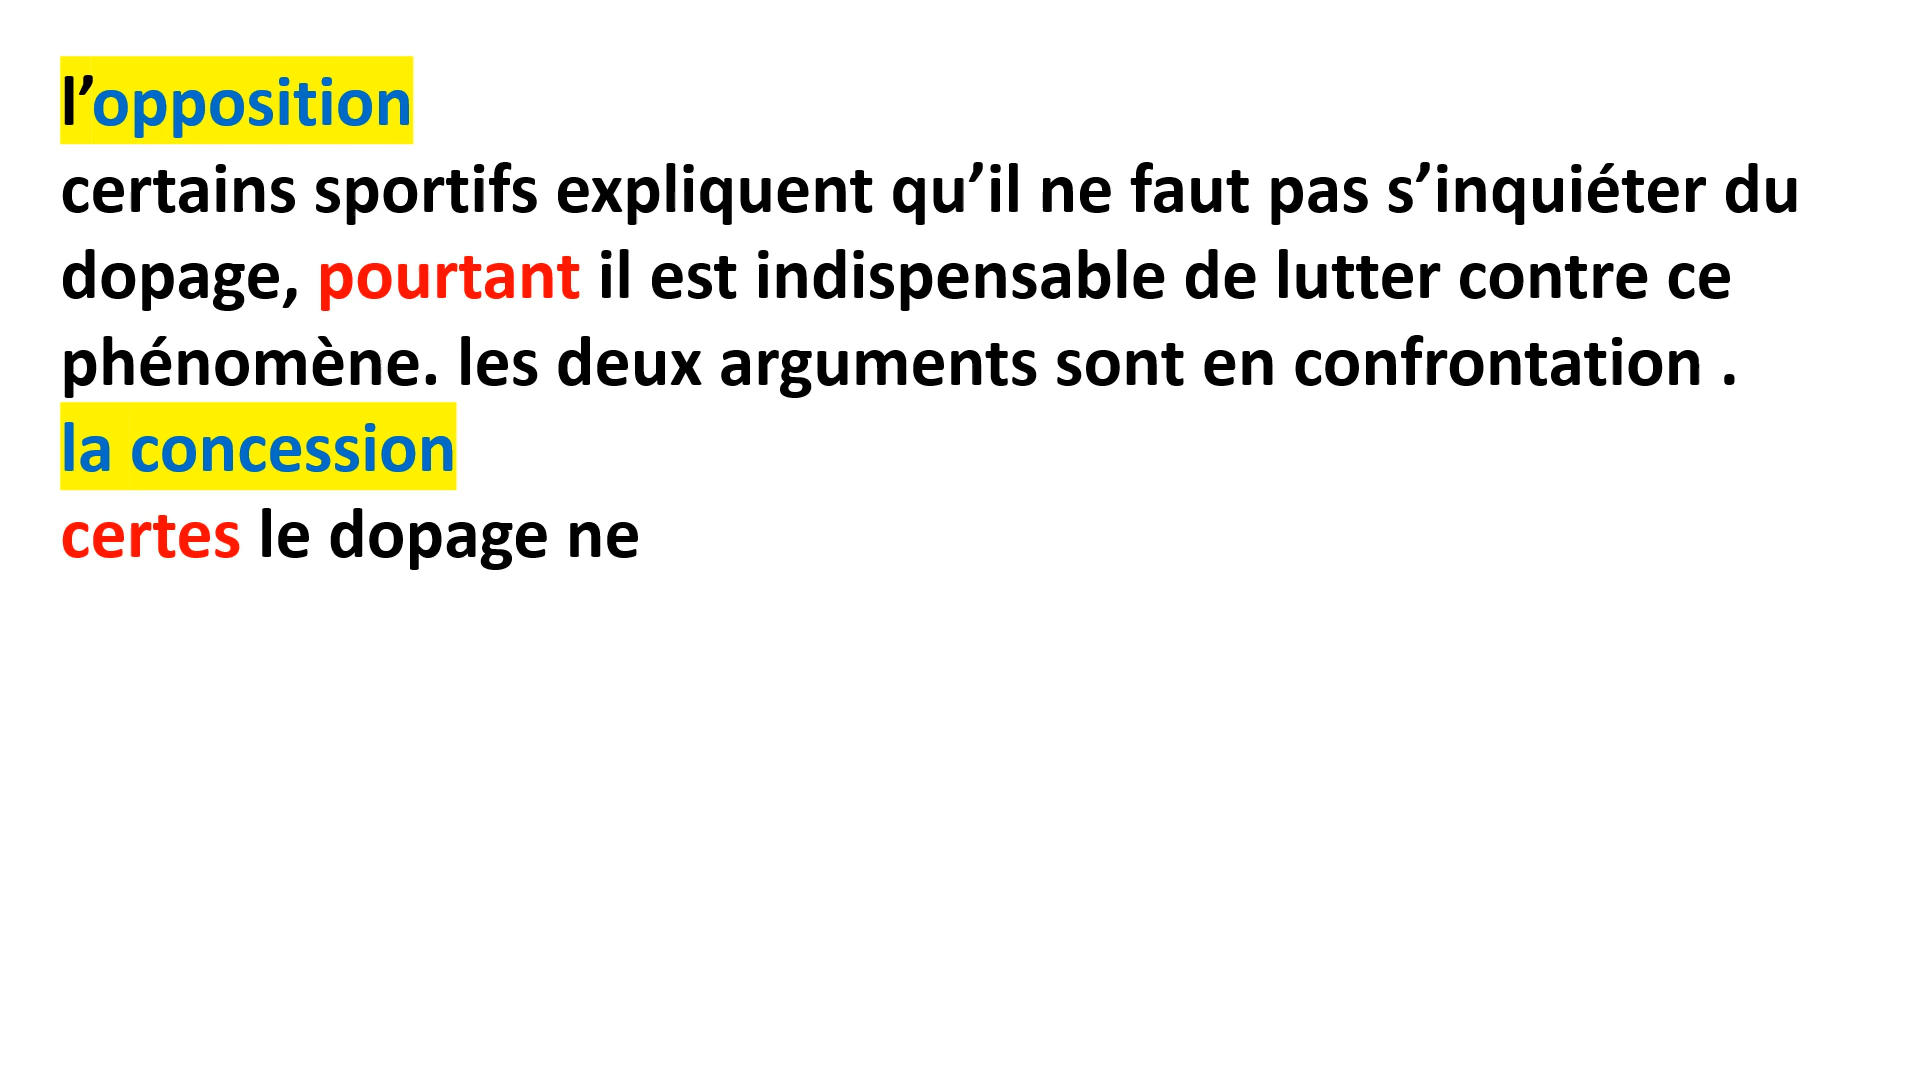 l’opposition
certains sportifs expliquent qu’il ne faut pas s’inquiéter du
dopage, pourtant il est indispensable de lutter contre ce
phénomène. les deux arguments sont en confrontation .
la concession
certes le dopage ne